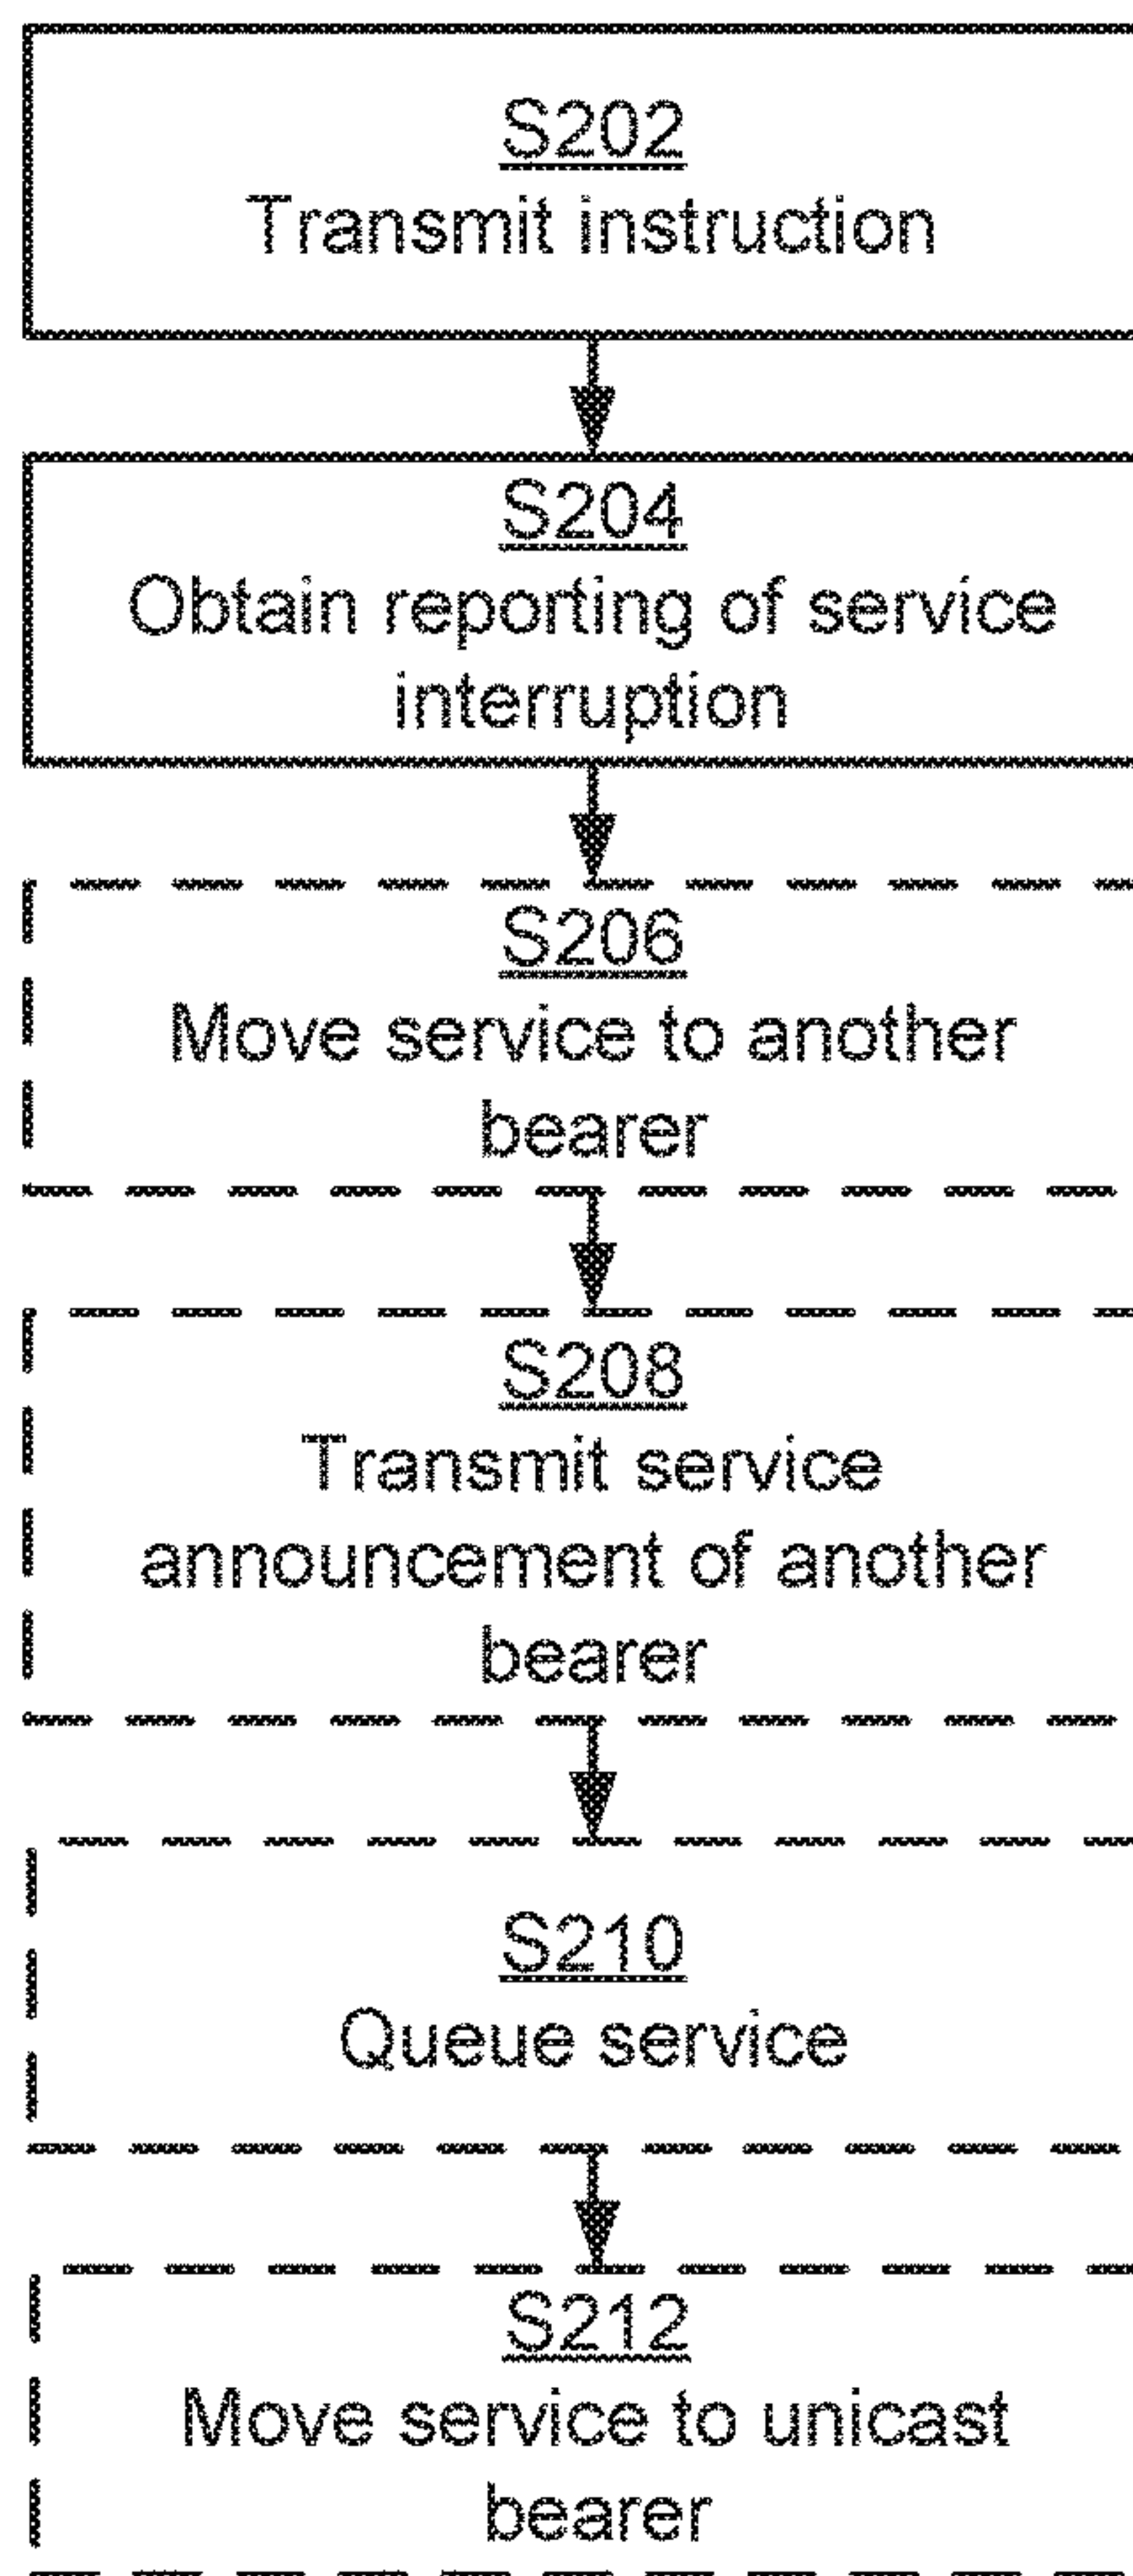 S202
Transmit instruction
S204
Obtain reporting of service
interruption
S206
Move service to another
bearer
S208
Transmit service
announcement of another
bearer
S210
Queue service
S212
Move service to unicast
bearer